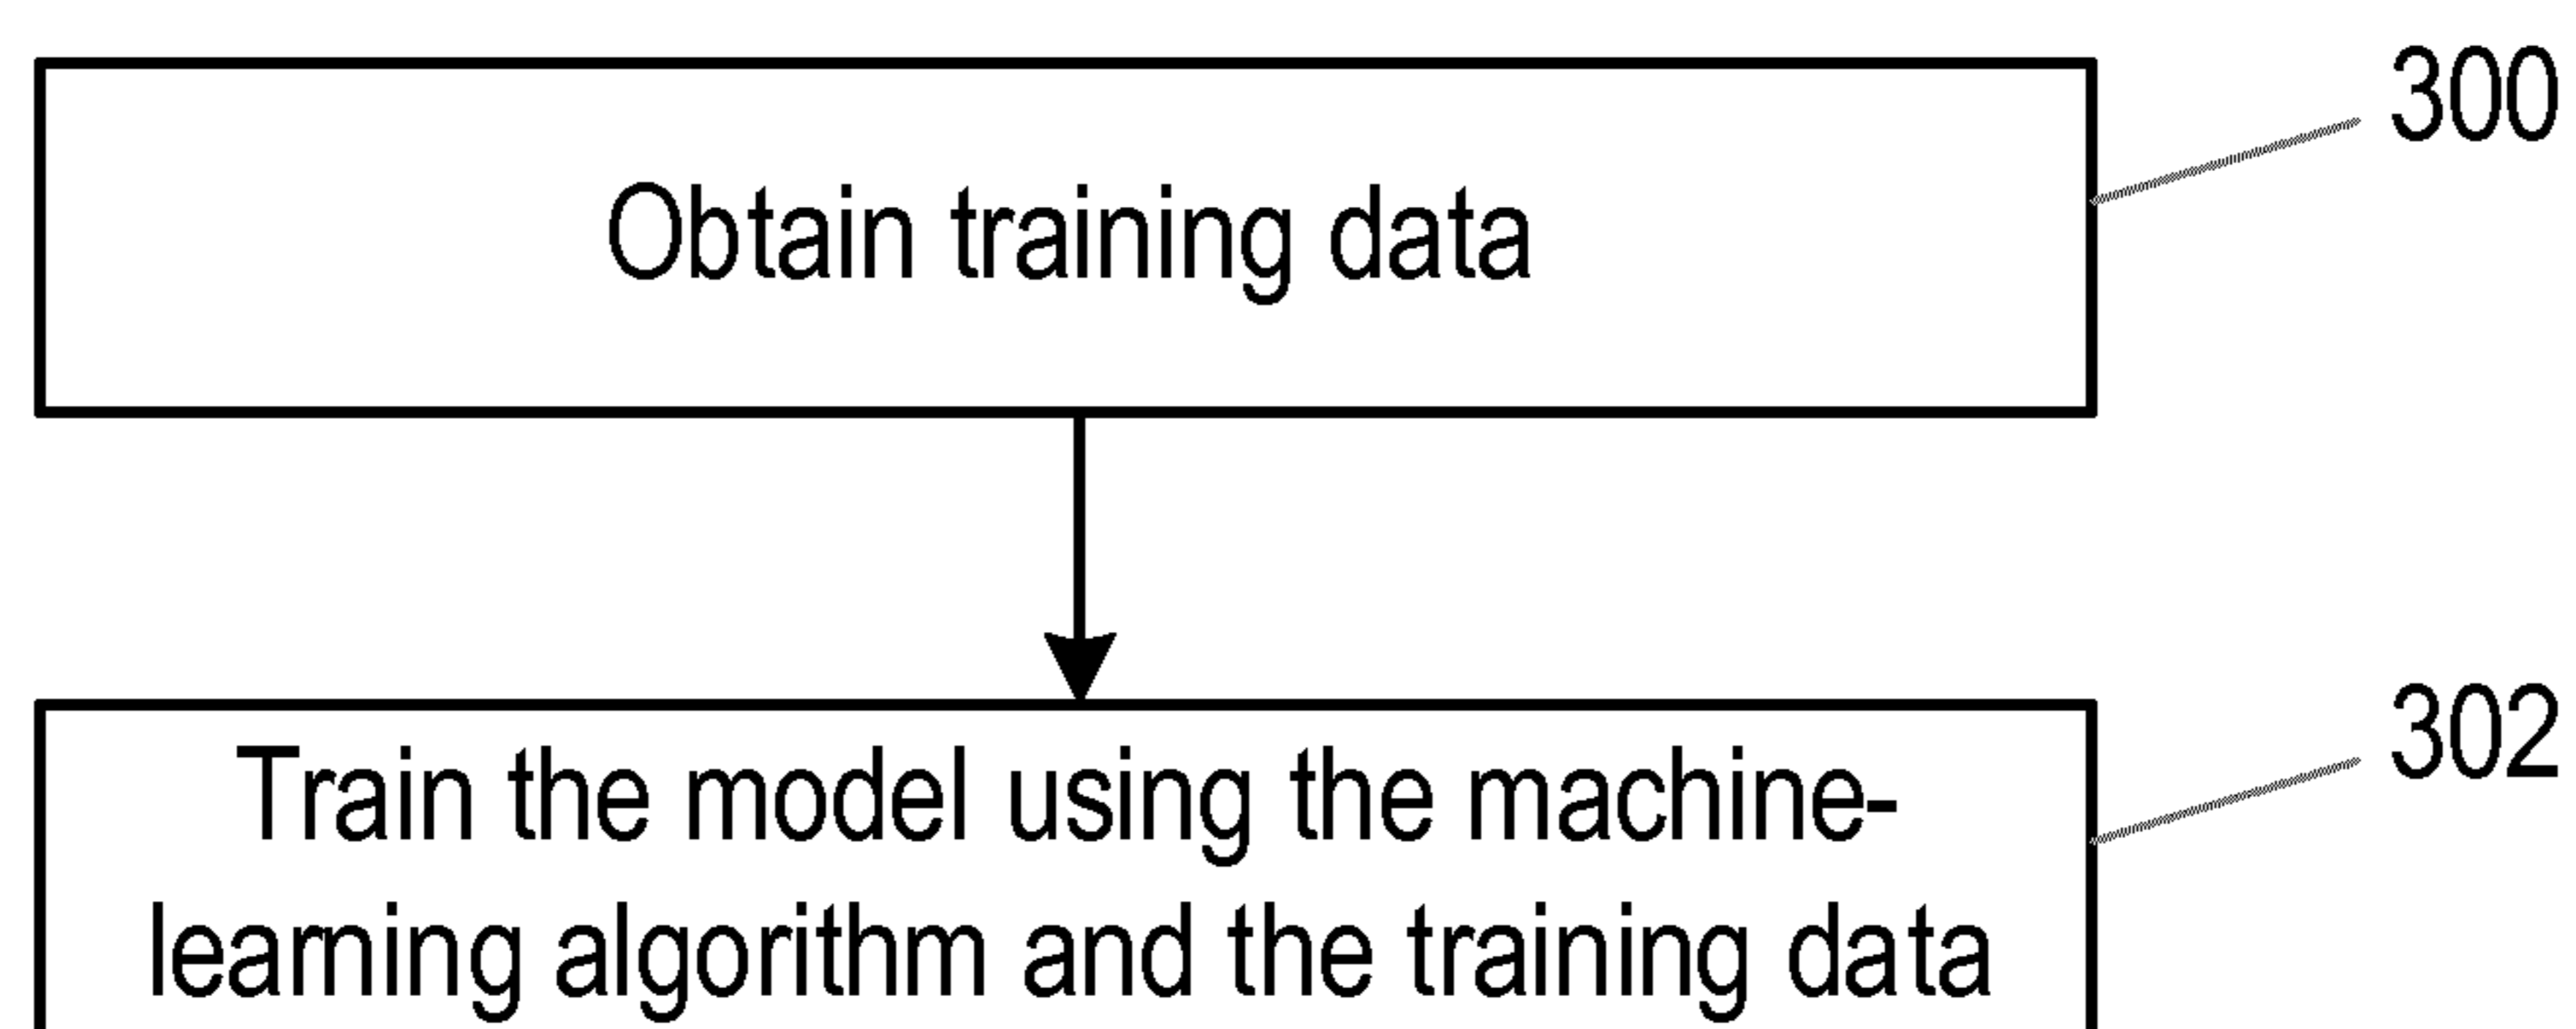 300
Obtain training data
302
Train the model using the machine-
learning algorithm and the training data